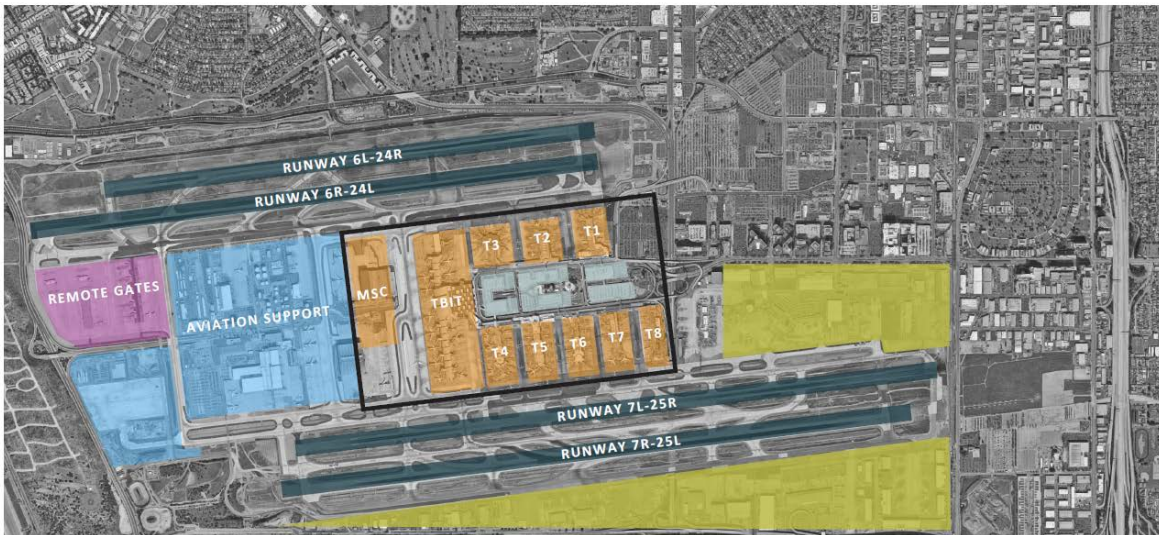 RUNWAY 6L-24R
RUNWAY 6R-24L
T3
T2
T1
REMOTE GATES
MSC
TBIT
AVIATION SUPPORT
T4
T5
T6
T7
T8
RUNWAY 7L-25R
RUNWAY 7R-25L